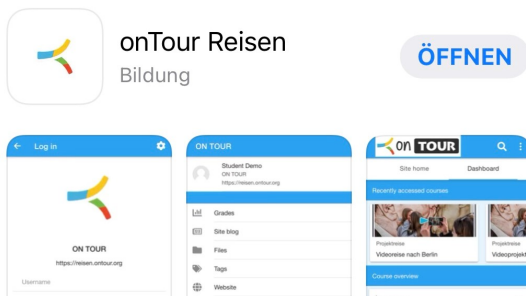 onTour Reisen
Bildung
ÖFFNEN
Log in
ON TOUR
https://reisen.ontour.org
Username
ON TOUR
Student Demo
ON TOUR
https://reisen.ontour.org
Grades
Site blog
Files
Tags
Website
on TOUR
Site home
Dashboard
Recently accessed courses
Projektreise
Videoreise nach Berlin
Projektreise
Videoprojekt
Course overview